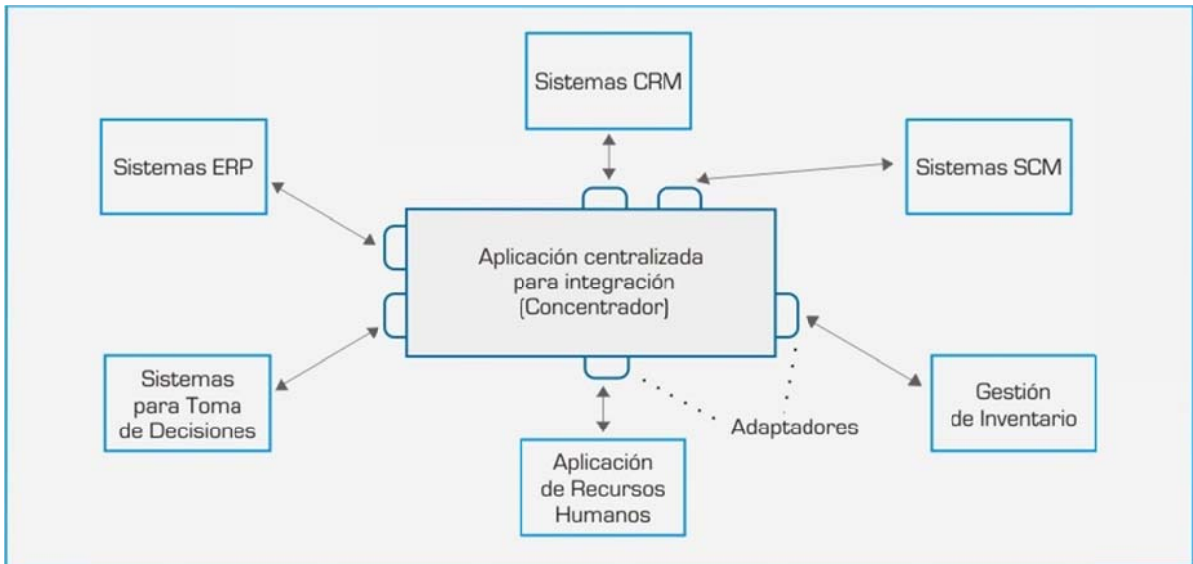 Sistemas CRM
Sistemas ERP
Sistemas SCM
Aplicación centralizada
para integración
(Concentrador)
Sistemas
para Toma
de Decisiones
Adaptadores
Gestión
de Inventario
Aplicación
de Recursos
Humanos